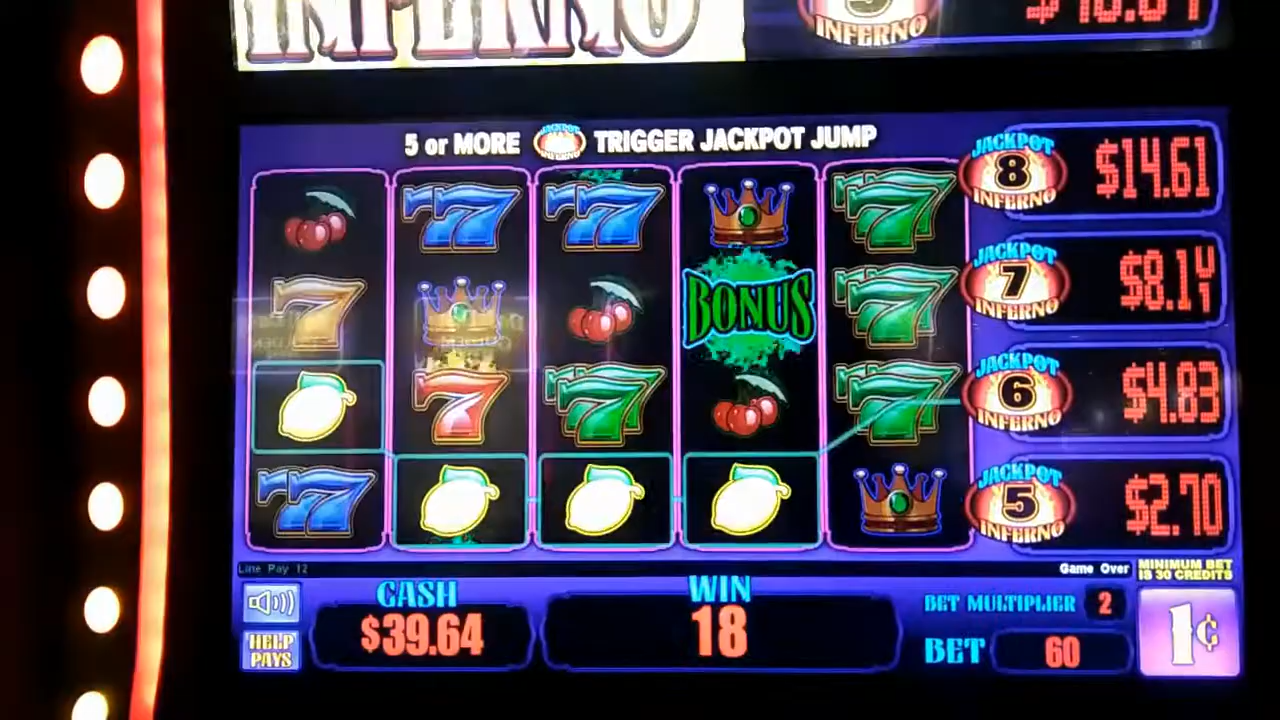 INFERNO
INFERNO
5 or MORE JACKPOT INFERNO TRIGGER JACKPOT JUMP
JACKPOT
8
INFERNO
$14.61
JACKPOT
7
INFERNO
JACKPOT
6
INFERNO
$4.83
JACKPOT
5
INFERNO
$2.70
BONUS
Line Pay 12
Game Over
MINIMUM BET
IS 30 CREDITS
CASH
$39.64
WIN
18
BET MULTIPLIER 2
BET 60
1¢
HELP
PAYS